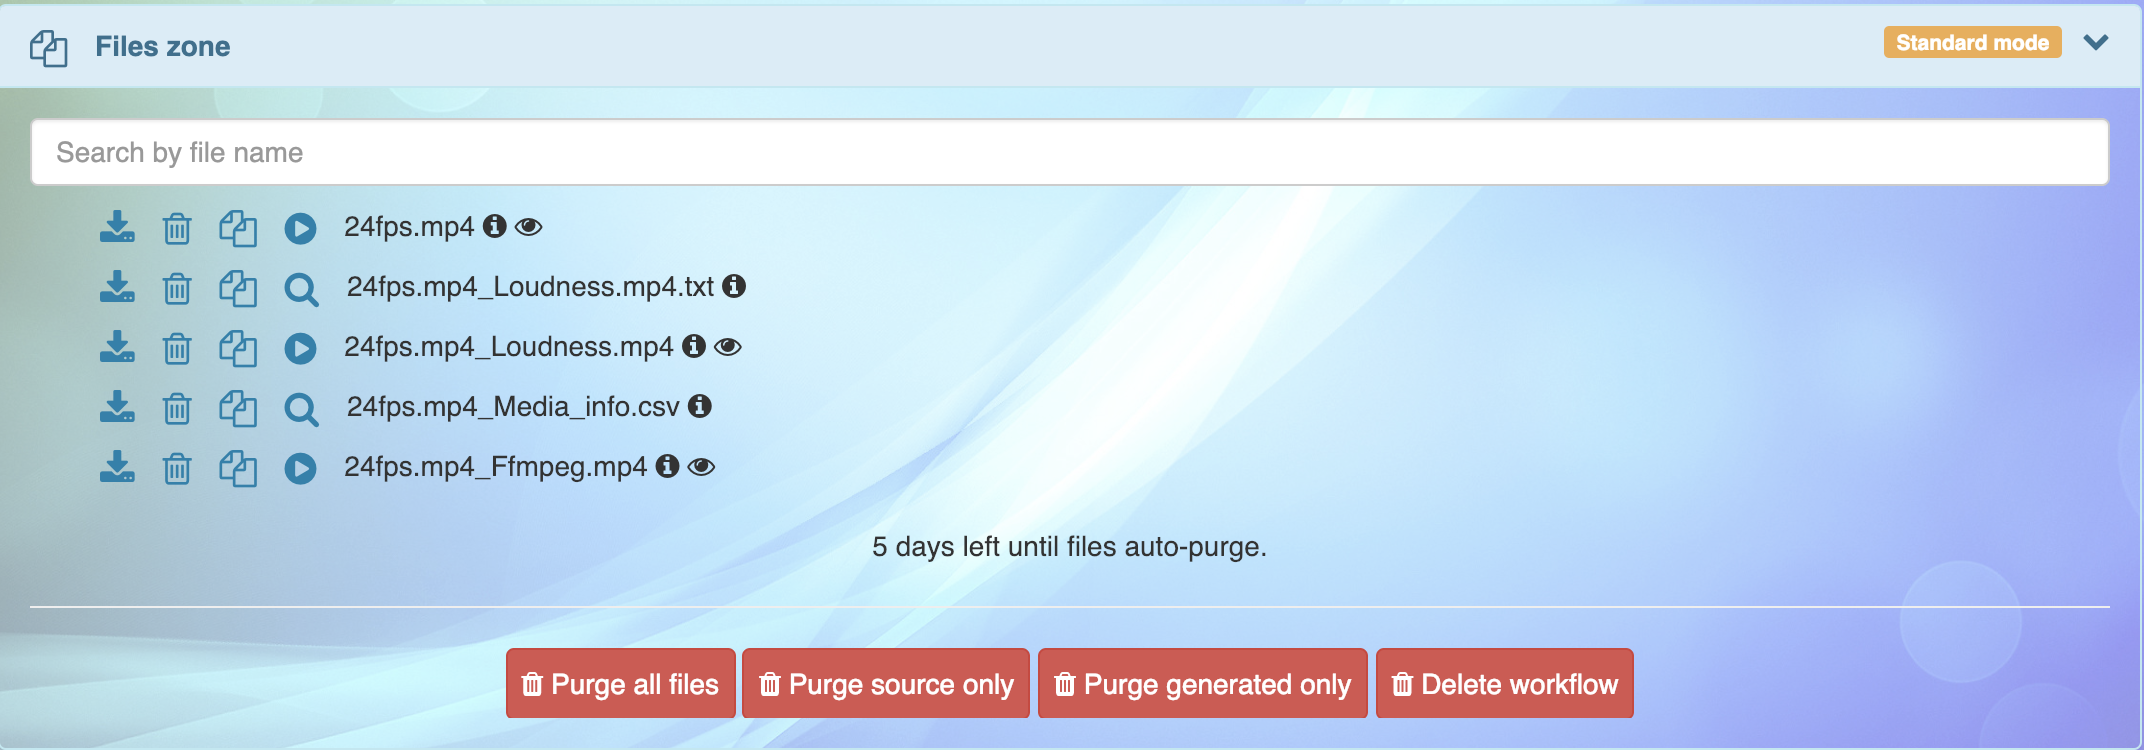 Files zone
Standard mode
Search by file name
24fps.mp4
24fps.mp4_Loudness.mp4.txt
24fps.mp4_Loudness.mp4
24fps.mp4_Media_info.csv
24fps.mp4_Ffmpeg.mp4
5 days left until files auto-purge.
Purge all files
Purge source only
Purge generated only
Delete workflow